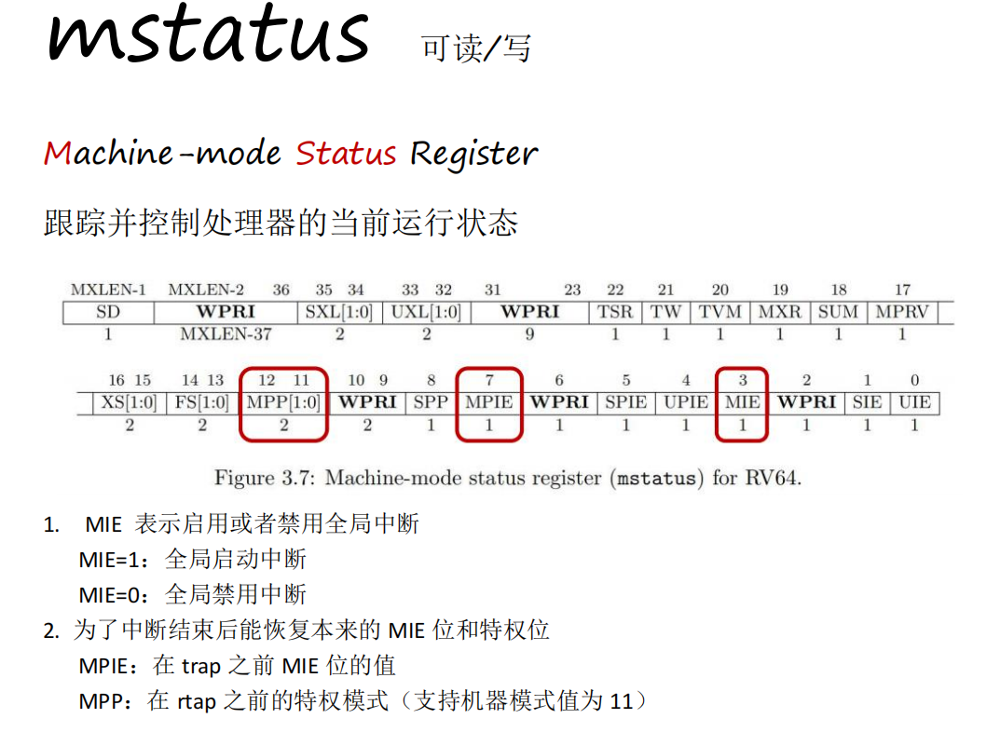 mstatus 可读/写
Machine-mode Status Register
跟踪并控制处理器的当前运行状态
MXLEN-1 MXLEN-2 36 35 34 33 32 31 23 22 21 20 19 18 17
SD WPRI SXL[1:0] UXL[1:0] WPRI TSR TW TVM MXR SUM MPRV
1 MXLEN-37 2 2 9 1 1 1 1 1 1
16 15 14 13 12 11 10 9 8 7 6 5 4 3 2 1 0
XS[1:0] FS[1:0] MPP[1:0] WPRI SPP MPIE WPRI SPIE UPIE MIE WPRI SIE UIE
2 2 2 2 1 1 1 1 1 1 1 1 1
Figure 3.7: Machine-mode status register (mstatus) for RV64.
1. MIE 表示启用或者禁用全局中断
MIE=1：全局启动中断
MIE=0：全局禁用中断
2. 为了中断结束后能恢复本来的 MIE 位和特权位
MPIE：在 trap 之前 MIE 位的值
MPP：在 rtap 之前的特权模式（支持机器模式值为 11）